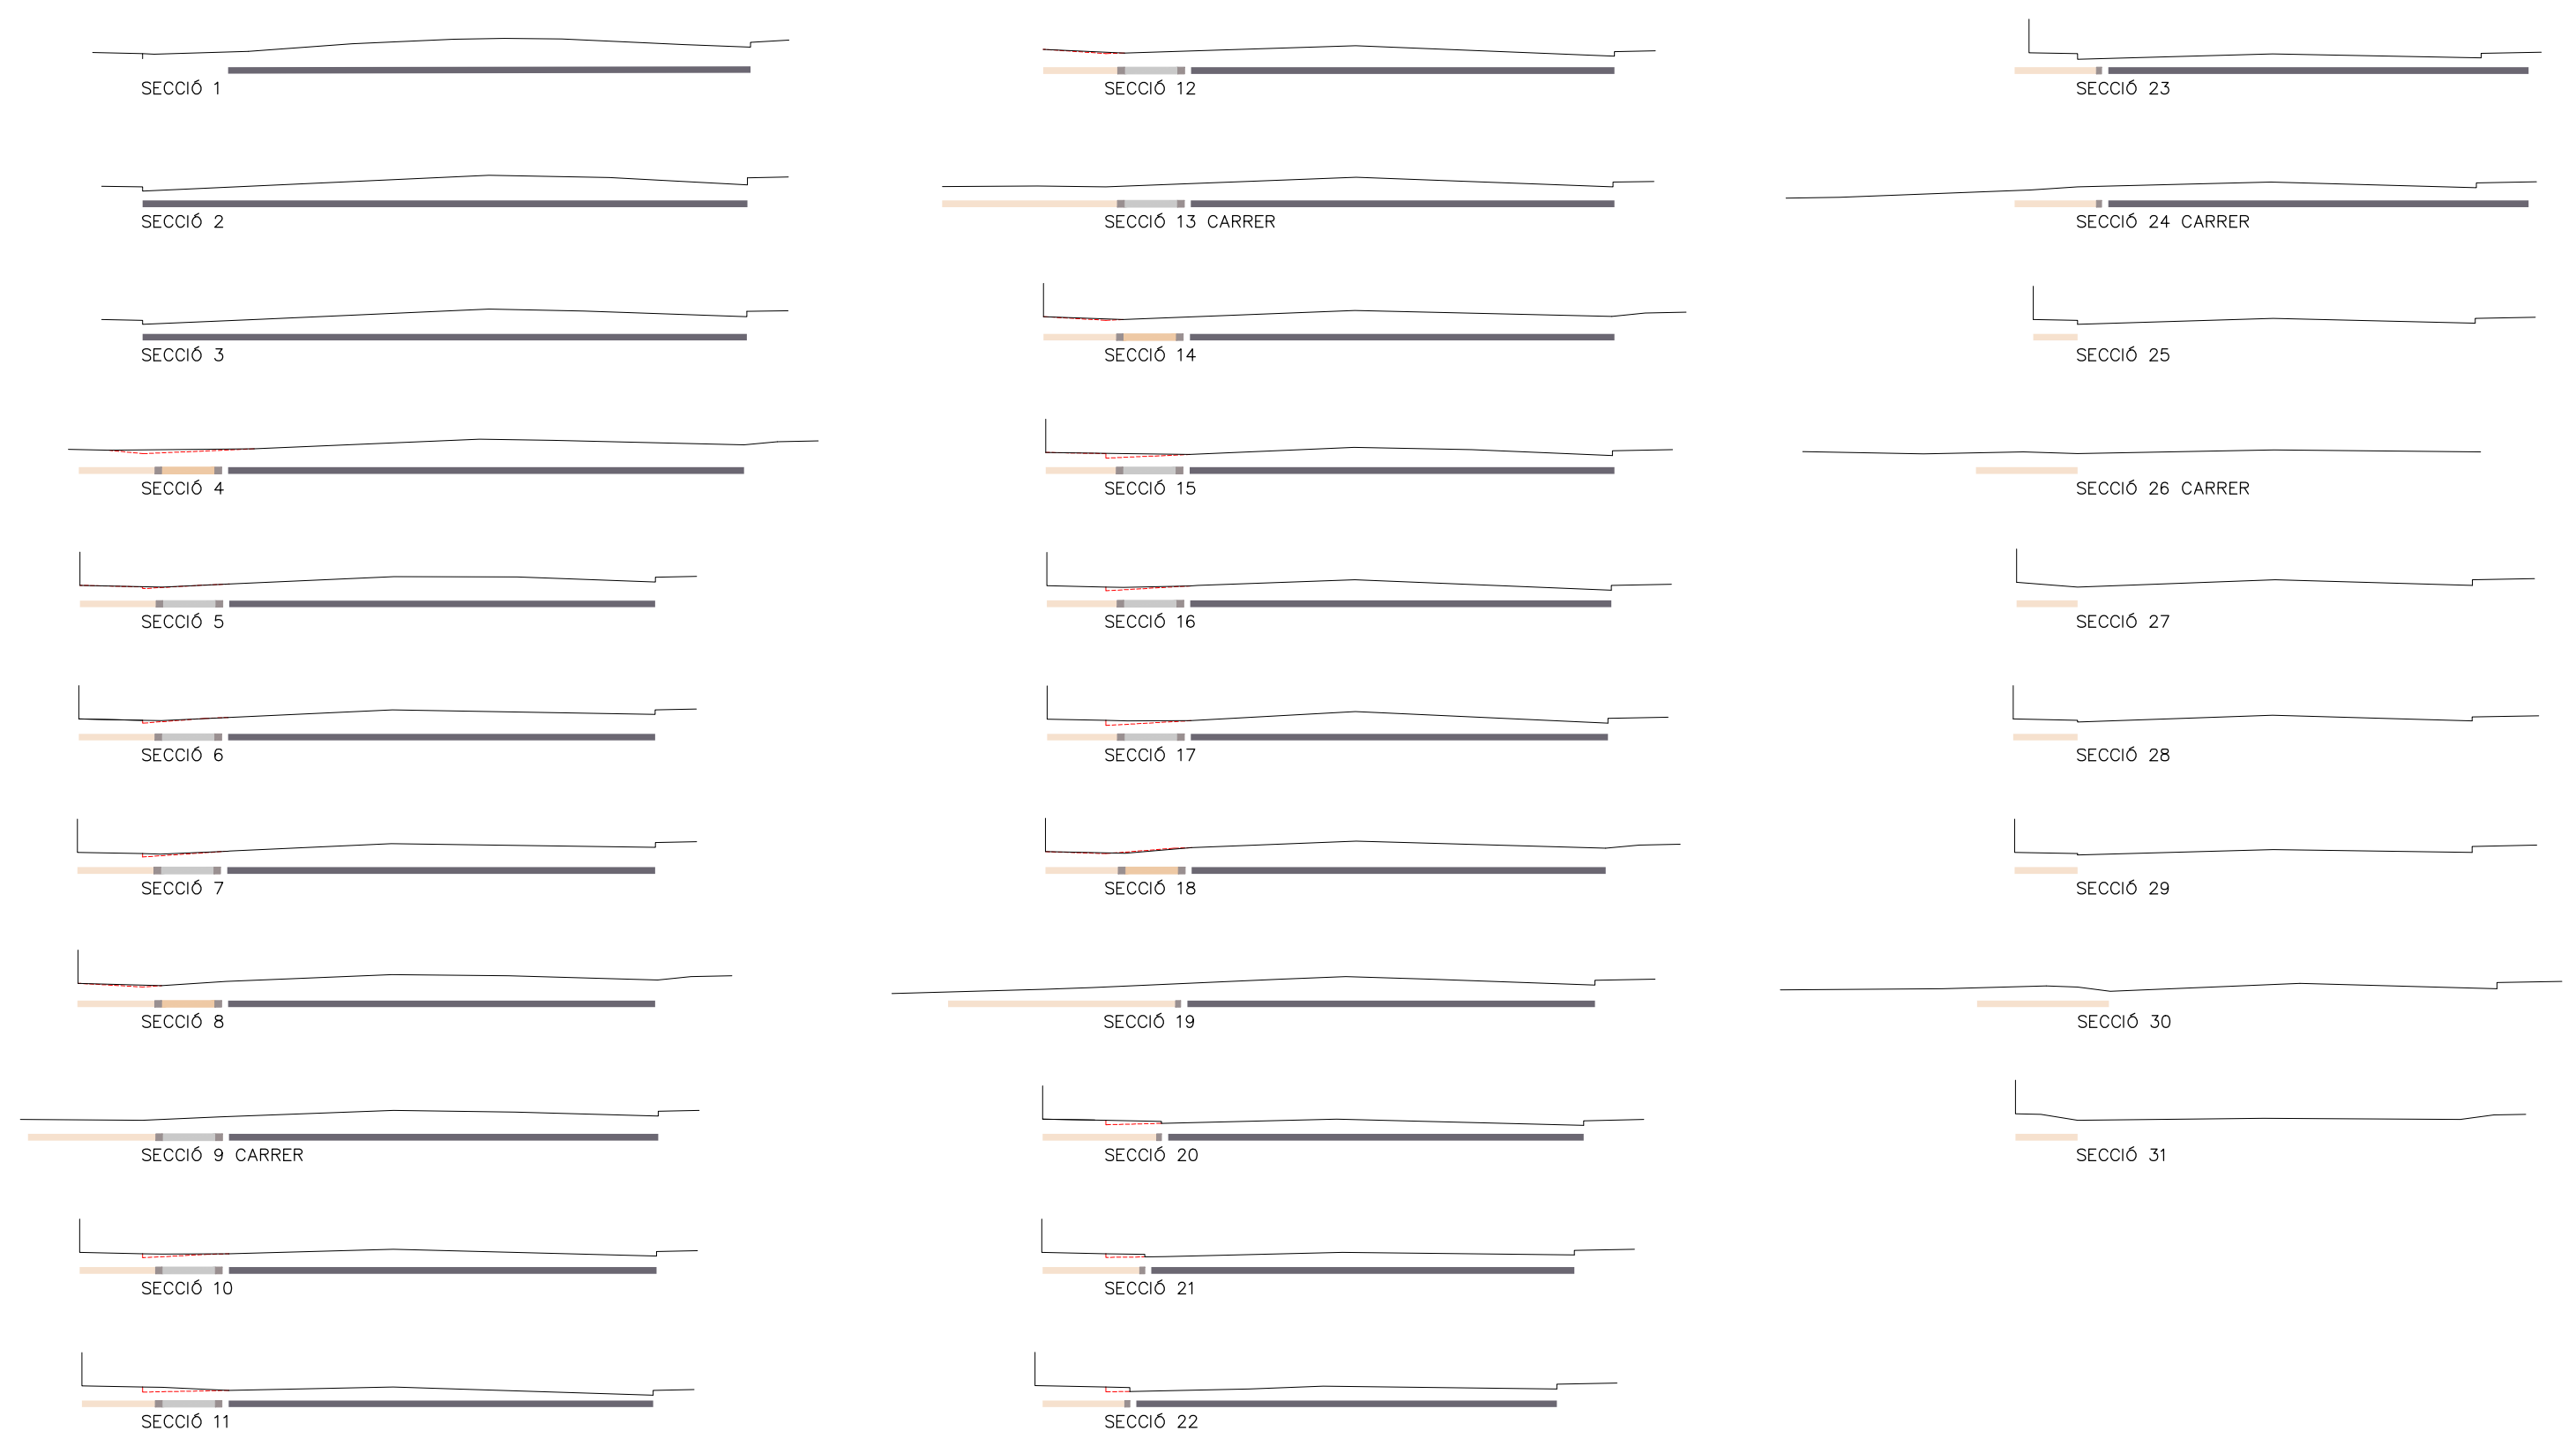 SECCIÓ 1
SECCIÓ 2
SECCIÓ 3
SECCIÓ 4
SECCIÓ 5
SECCIÓ 6
SECCIÓ 7
SECCIÓ 8
SECCIÓ 9 CARRER
SECCIÓ 10
SECCIÓ 11
SECCIÓ 12
SECCIÓ 13 CARRER
SECCIÓ 14
SECCIÓ 15
SECCIÓ 16
SECCIÓ 17
SECCIÓ 18
SECCIÓ 19
SECCIÓ 20
SECCIÓ 21
SECCIÓ 22
SECCIÓ 23
SECCIÓ 24 CARRER
SECCIÓ 25
SECCIÓ 26 CARRER
SECCIÓ 27
SECCIÓ 28
SECCIÓ 29
SECCIÓ 30
SECCIÓ 31